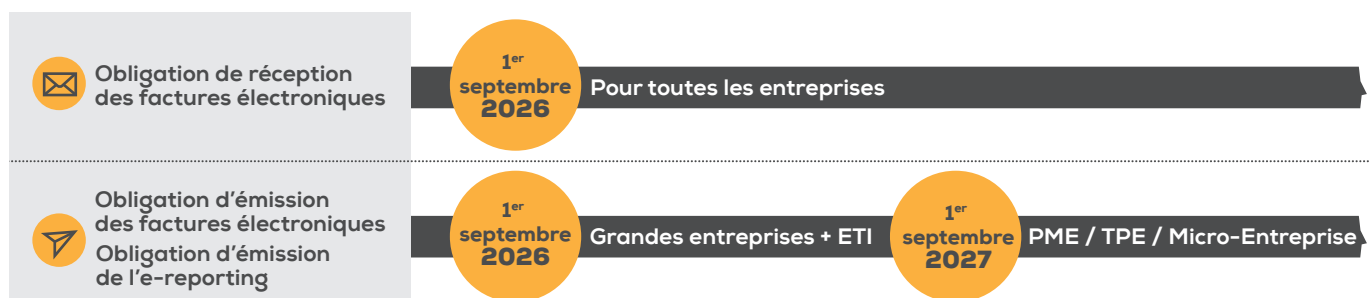 Obligation de réception
des factures électroniques
1er
septembre
2026
Pour toutes les entreprises
Obligation d'émission
des factures électroniques
Obligation d'émission
de l'e-reporting
1er
septembre
2026
Grandes entreprises + ETI
1er
septembre
2027
PME / TPE / Micro-Entreprise